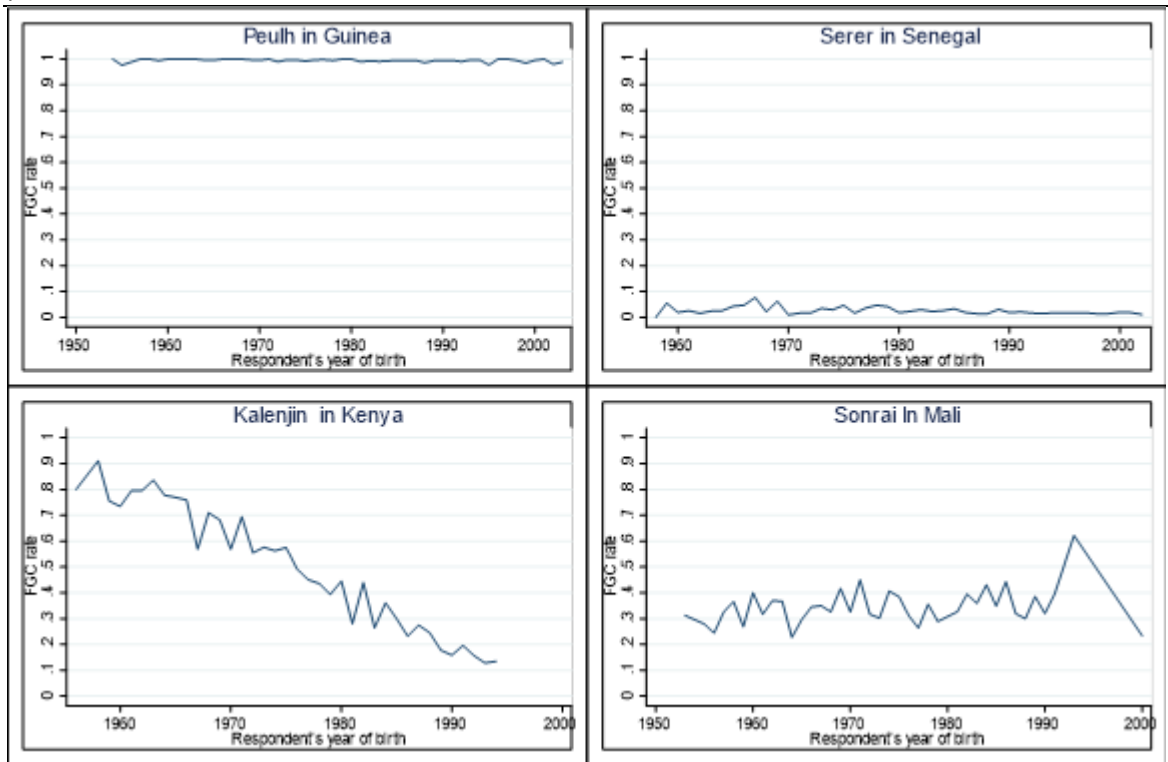 Peulh in Guinea
FGC rate
1
.9
.8
.7
.6
.5
.4
.3
.2
.1
0
1950 1960 1970 1980 1990 2000
Respondent's year of birth
Serer in Senegal
FGC rate
1
.9
.8
.7
.6
.5
.4
.3
.2
.1
0
1960 1970 1980 1990 2000
Respondent's year of birth
Kalenjin in Kenya
FGC rate
1
.9
.8
.7
.6
.5
.4
.3
.2
.1
0
1960 1970 1980 1990 2000
Respondent's year of birth
Sonrai In Mali
FGC rate
1
.9
.8
.7
.6
.5
.4
.3
.2
.1
0
1950 1960 1970 1980 1990 2000
Respondent's year of birth